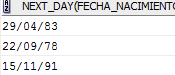 NEXT_DAY(FECHA_NACIMIENTO
29/04/83
22/09/78
15/11/91